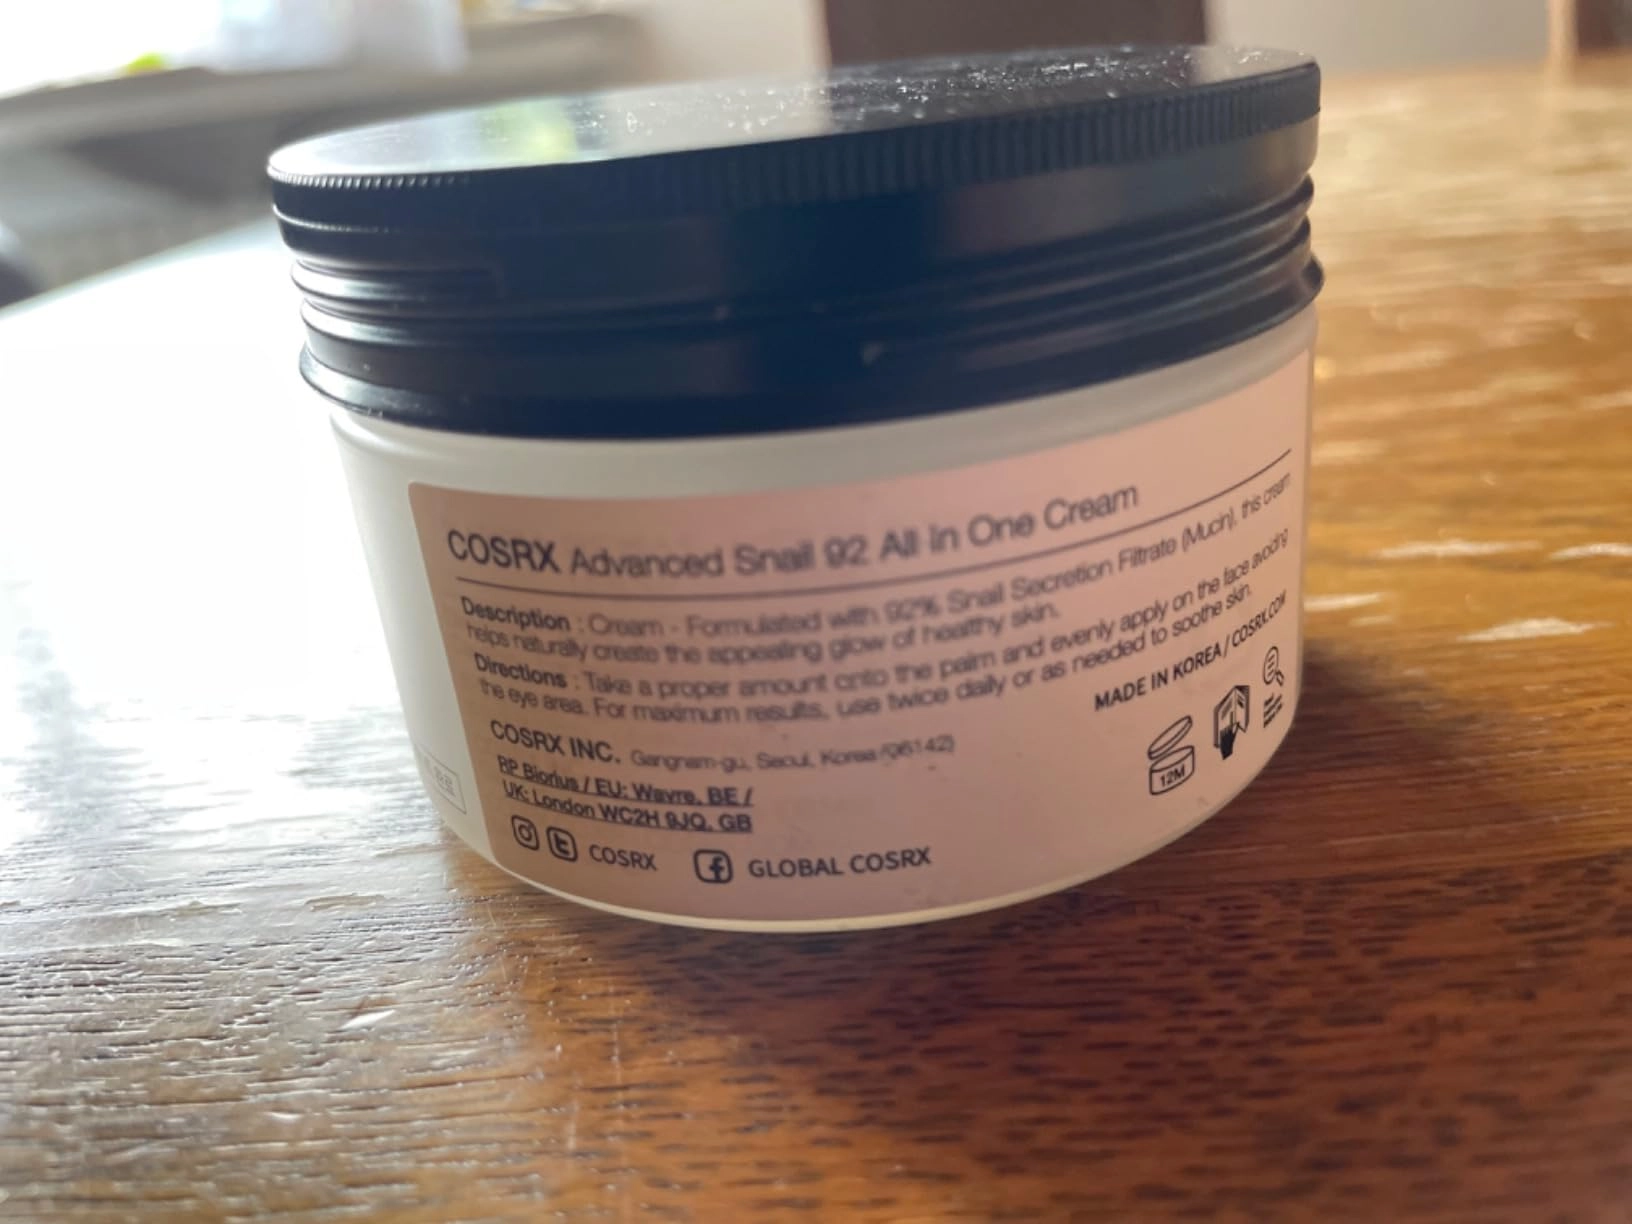 COSRX Advanced Snail 92 All In One Cream
Description : Cream - Formulated with 92% Snail Secretion Filtrate (Mucin), this cream
helps naturally create the appealing glow of healthy skin.
Directions : Take a proper amount onto the palm and evenly apply on the face avoiding
the eye area. For maximum results, use twice daily or as needed to soothe skin.
MADE IN KOREA / COSRX.COM
COSRX INC. Gangnam-gu, Seoul, Korea (06142)
RP Biorius / EU: Wavre, BE /
UK: London WC2H 9JQ, GB
12M
COSRX
GLOBAL COSRX